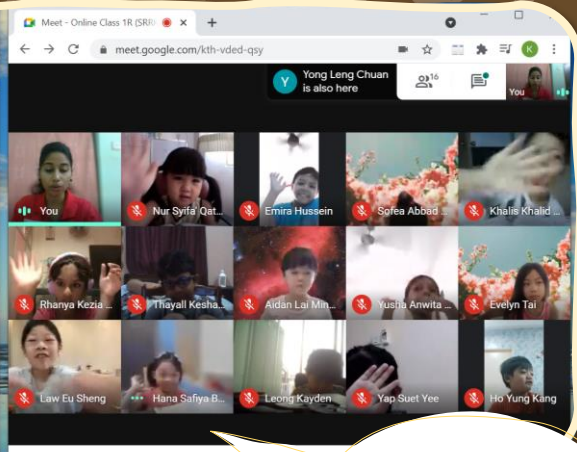 Meet - Online Class 1R (SRR
meet.google.com/kth-vded-qsy
K
Y
Yong Leng Chuan
is also here
16
You
You
Nur Syifa' Qat...
Emira Hussein
Sofea Abbad ...
Khalis Khalid ...
Rhanya Kezia ...
Thayall Kesha...
Aidan Lai Min...
Yusha Anwita ...
Evelyn Tai
Law Eu Sheng
Hana Safiya B...
Leong Kayden
Yap Suet Yee
Ho Yung Kang